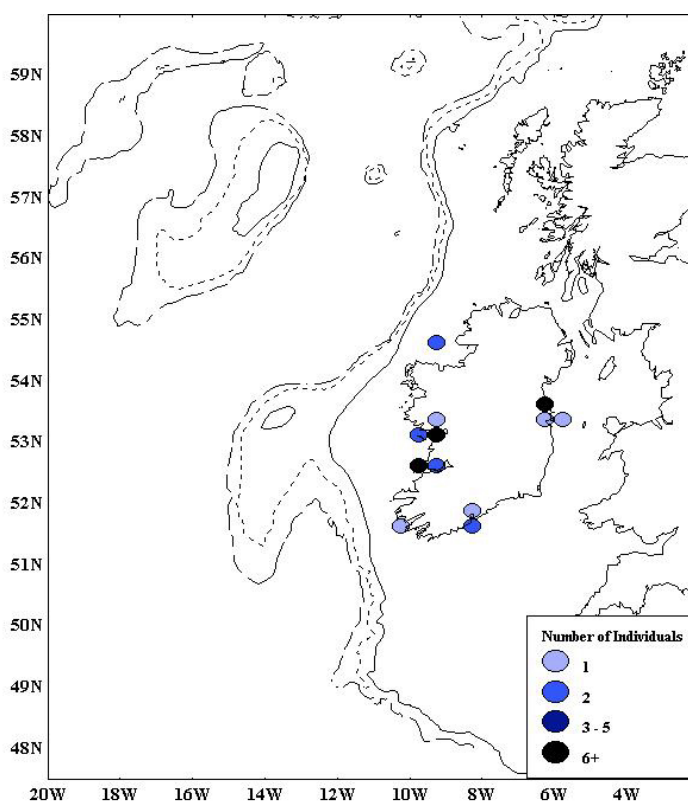 59N
58N
57N
56N
55N
54N
53N
52N
51N
50N
49N
48N
Number of Individuals
1
2
3 - 5
6+
20W 18W 16W 14W 12W 10W 8W 6W 4W